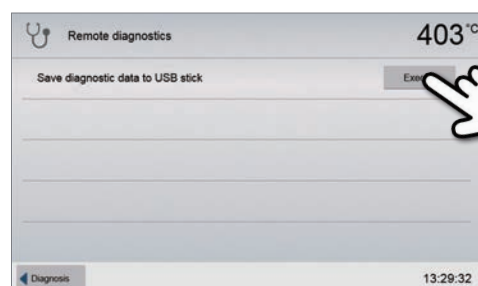 Remote diagnostics 403°C
Save diagnostic data to USB stick
Diagnosis 13:29:32